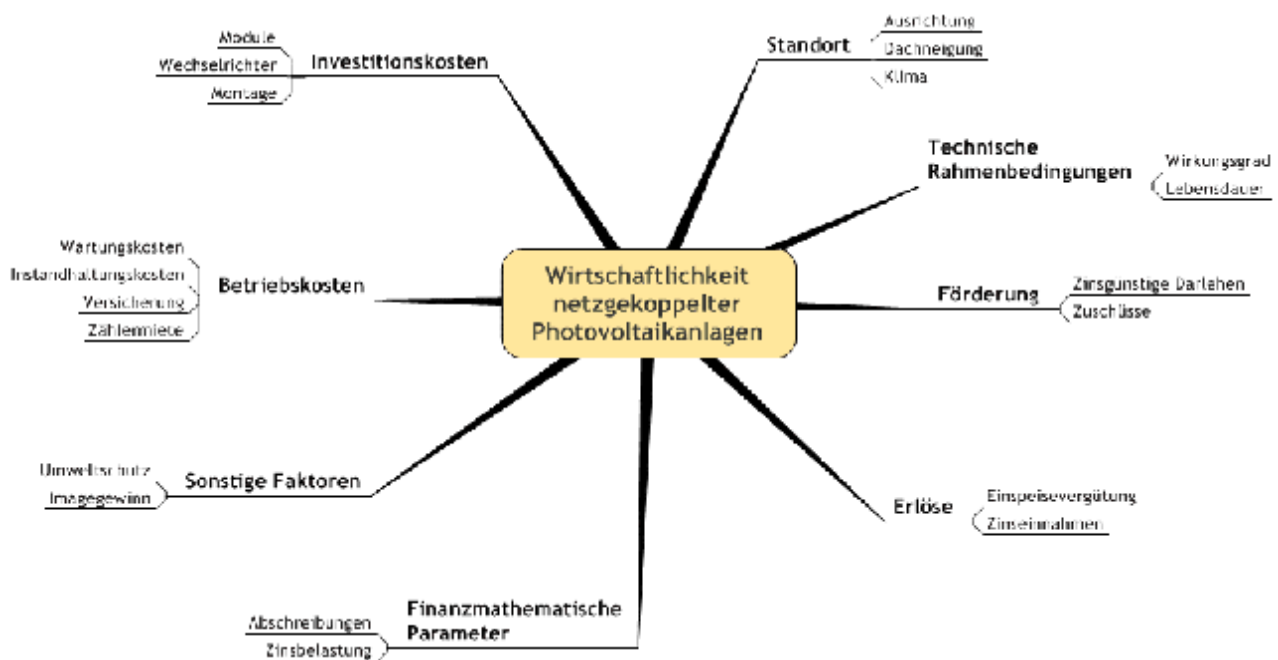 Module
Wechselrichter
Montage
Investitionskosten
Standort
Ausrichtung
Dachneigung
Klima
Technische
Rahmenbedingungen
Wirkungsgrad
Lebensdauer
Wartungskosten
Instandhaltungskosten
Versicherung
Zählermiete
Betriebskosten
Wirtschaftlichkeit
netzgekoppelter
Photovoltaikanlagen
Förderung
Zinsgünstige Darlehen
Zuschüsse
Umweltschutz
Imagegewinn
Sonstige Faktoren
Erlöse
Einspeisevergütung
Zinseinnahmen
Abschreibungen
Zinsbelastung
Finanzmathematische
Parameter